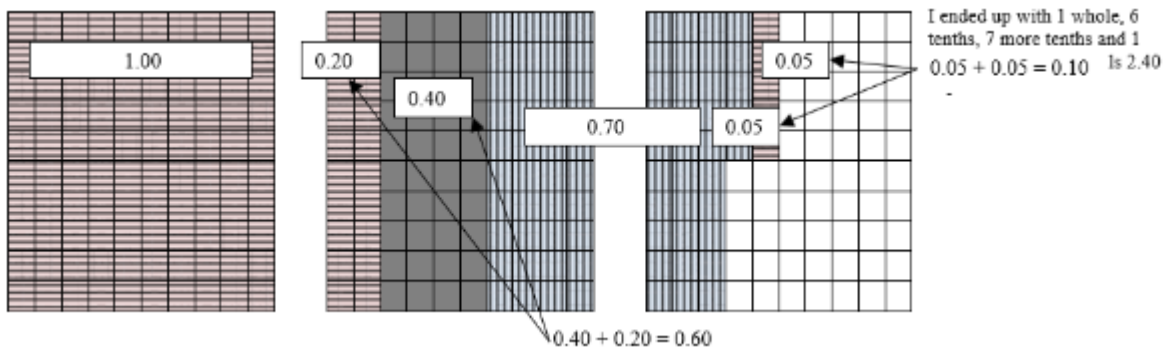 I ended up with 1 whole, 6
tenths, 7 more tenths and 1
0.05 + 0.05 = 0.10 Is 2.40
-
1.00
0.20
0.05
0.40
0.70
0.05
0.40 + 0.20 = 0.60